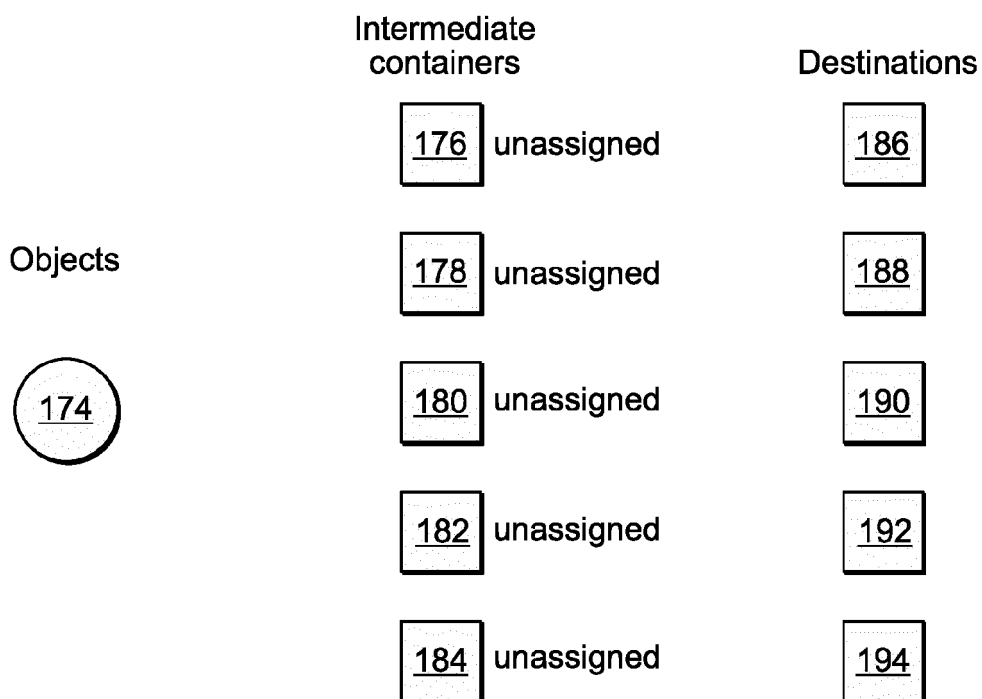 Intermediate
containers
Destinations
176 unassigned
186
Objects
178 unassigned
188
174
180 unassigned
190
182 unassigned
192
184 unassigned
194